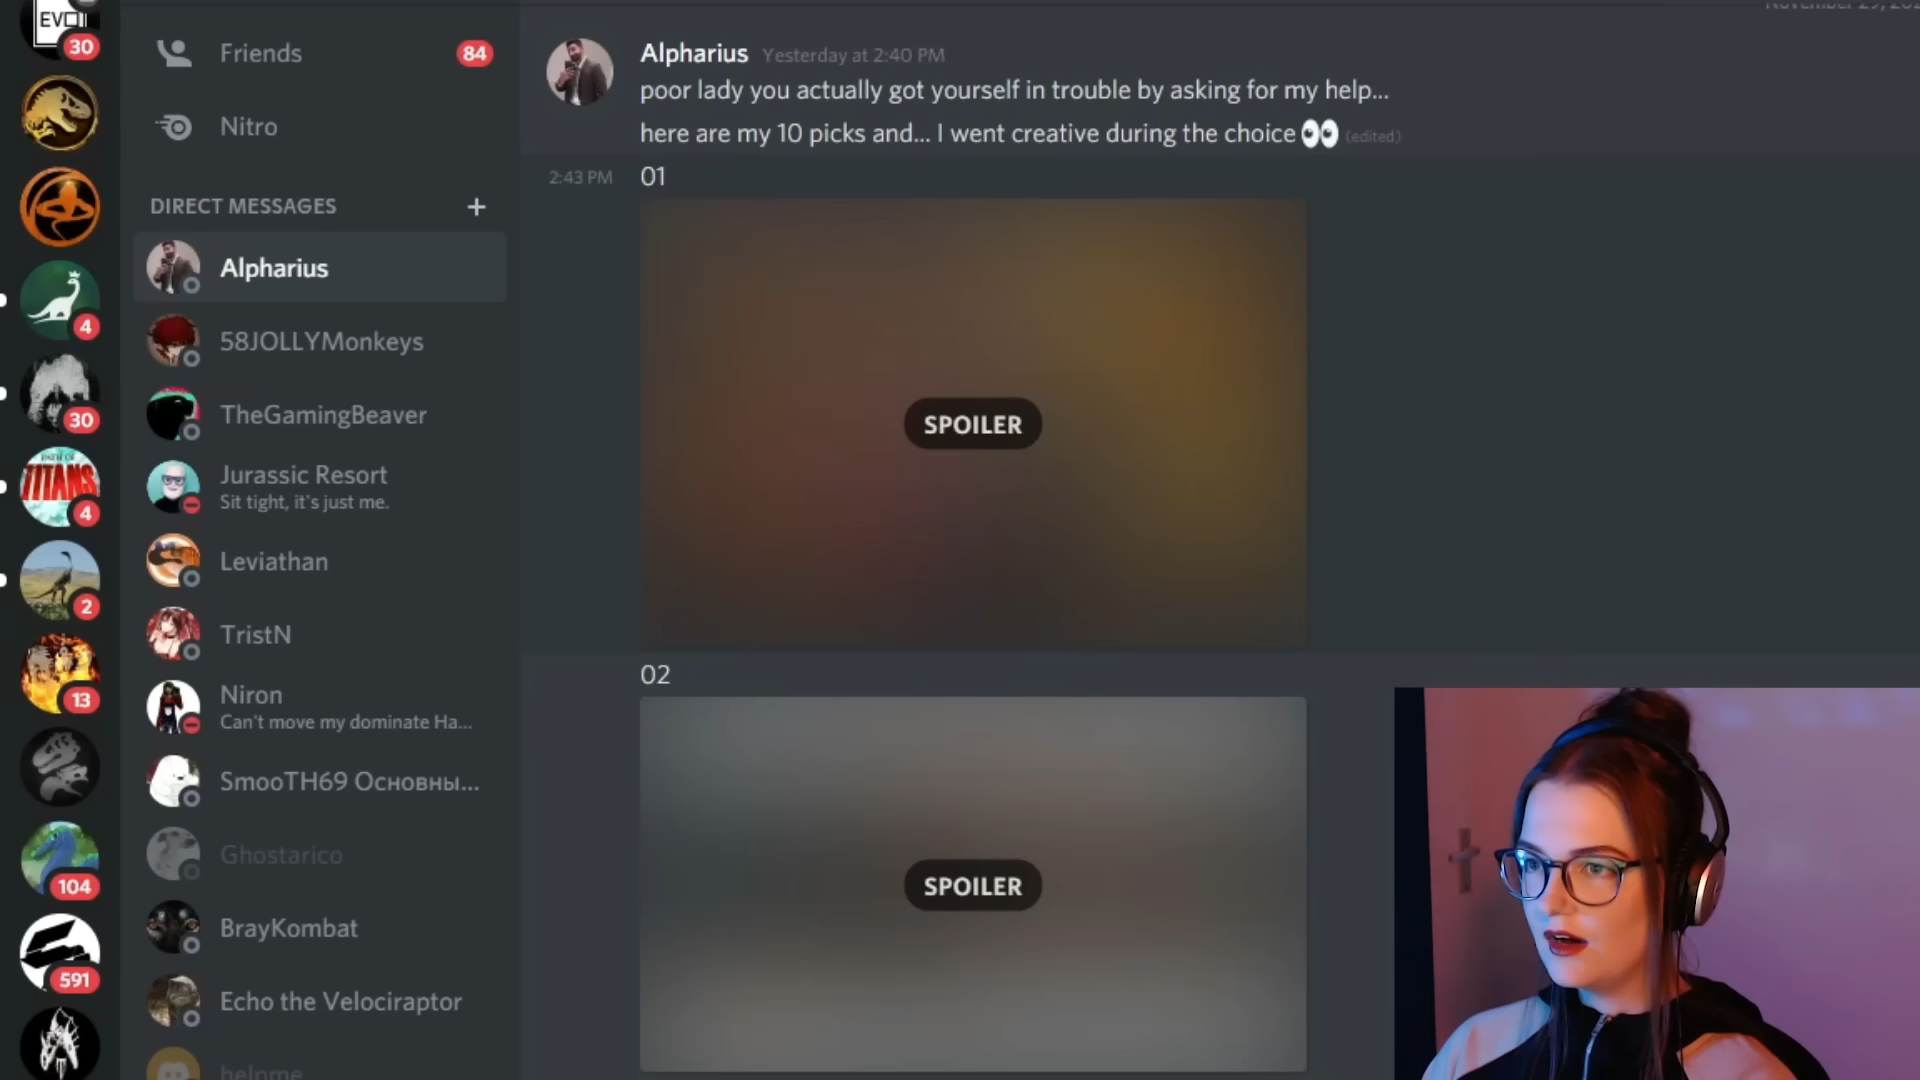 EVO
30
4
30
PATH OF
TITANS
4
2
13
104
591
Friends
84
Nitro
DIRECT MESSAGES
+
Alpharius
58JOLLYMonkeys
TheGamingBeaver
Jurassic Resort
Sit tight, it's just me.
Leviathan
TristN
Niron
Can't move my dominate Ha...
SmooTH69 Основны...
Ghostarico
BrayKombat
Echo the Velociraptor
helpme
Alpharius Yesterday at 2:40 PM
poor lady you actually got yourself in trouble by asking for my help...
here are my 10 picks and... I went creative during the choice 👀 (edited)
2:43 PM 01
SPOILER
02
SPOILER